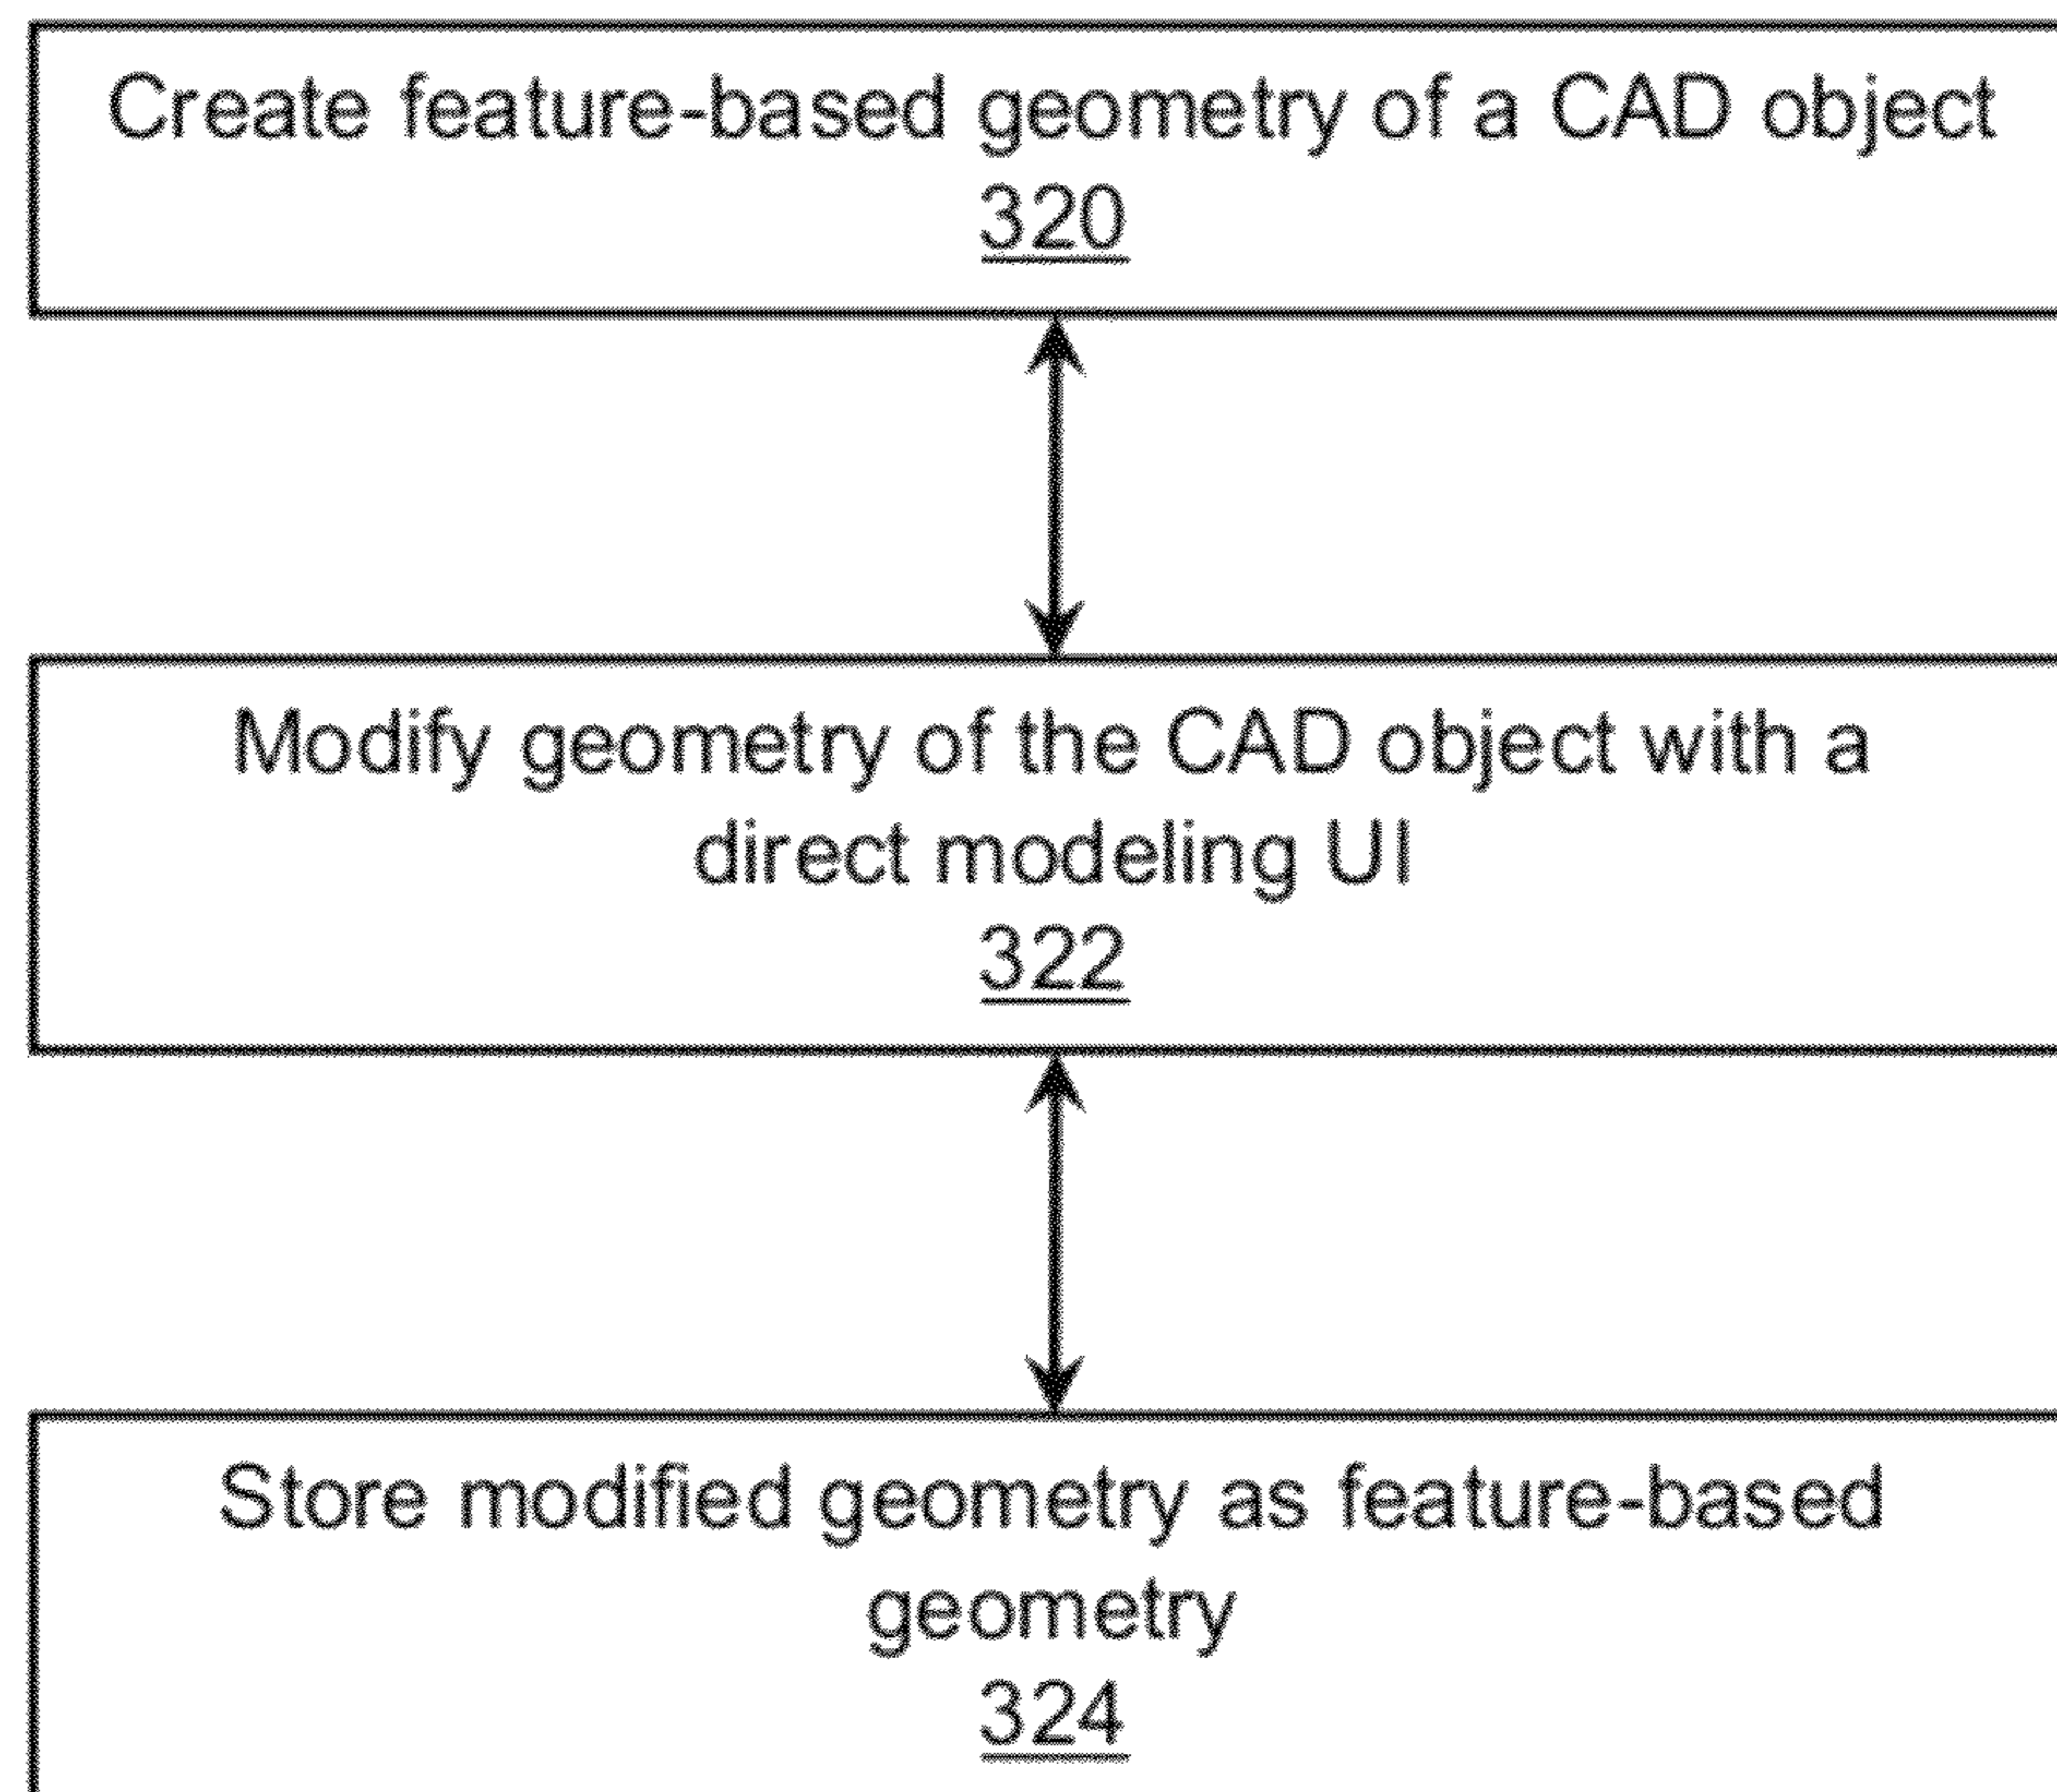 Create feature-based geometry of a CAD object
320
Modify geometry of the CAD object with a
direct modeling UI
322
Store modified geometry as feature-based
geometry
324